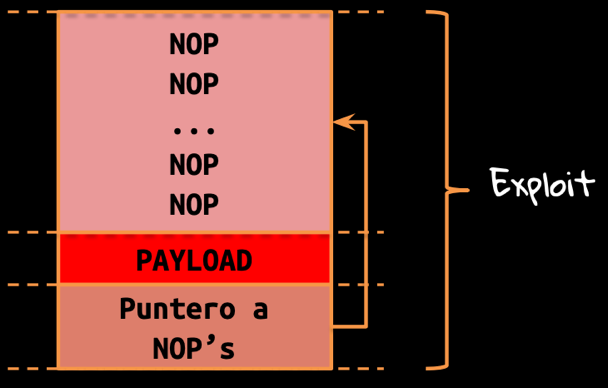 NOP
NOP
...
NOP
NOP
PAYLOAD
Puntero a
NOP’s
Exploit